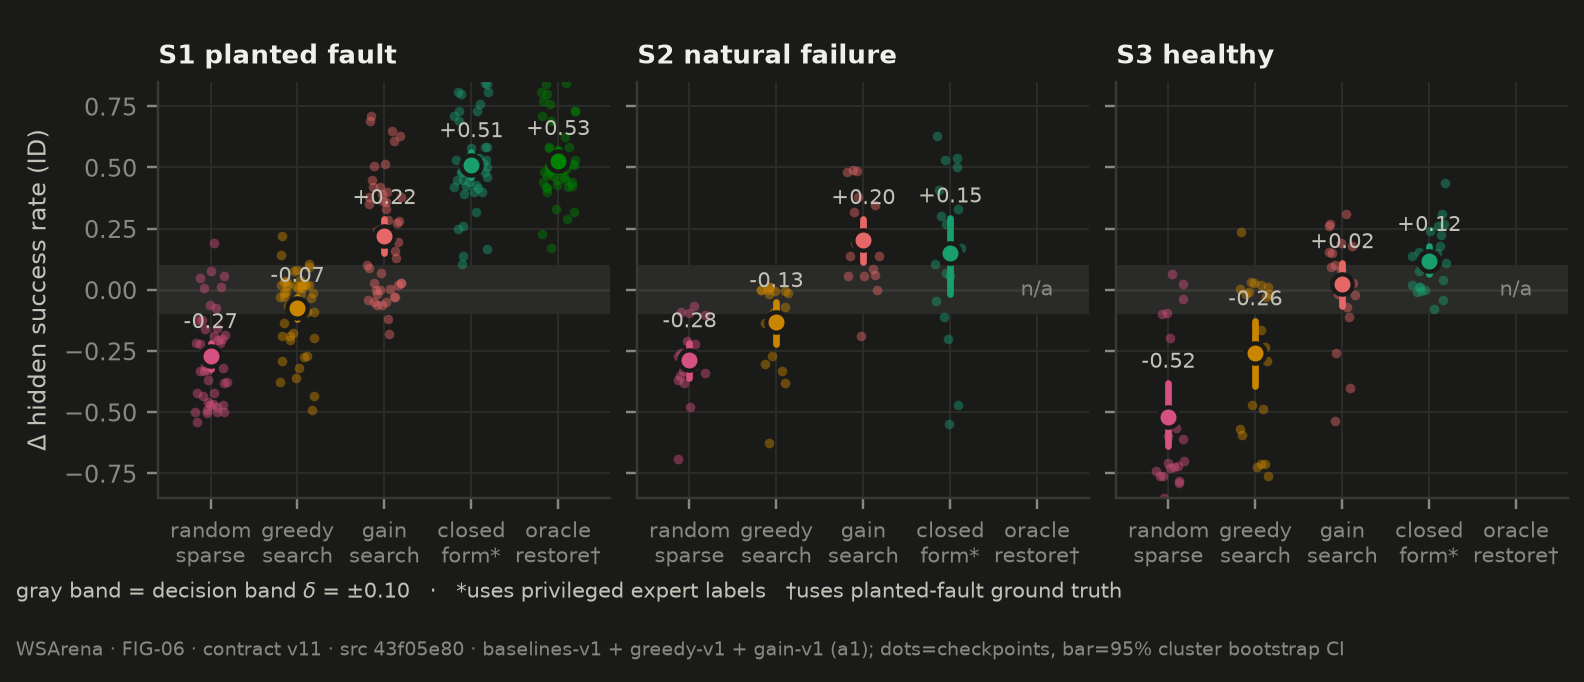 S1 planted fault
S2 natural failure
S3 healthy
Δ hidden success rate (ID)
0.75
0.50
0.25
0.00
−0.25
−0.50
−0.75
-0.27
-0.07
+0.22
+0.51
+0.53
-0.28
-0.13
+0.20
+0.15
n/a
-0.52
-0.26
+0.02
+0.12
n/a
random sparse
greedy search
gain search
closed form*
oracle restore†
random sparse
greedy search
gain search
closed form*
oracle restore†
random sparse
greedy search
gain search
closed form*
oracle restore†
gray band = decision band δ = ±0.10 · *uses privileged expert labels †uses planted-fault ground truth
WSArena · FIG-06 · contract v11 · src 43f05e80 · baselines-v1 + greedy-v1 + gain-v1 (a1); dots=checkpoints, bar=95% cluster bootstrap CI